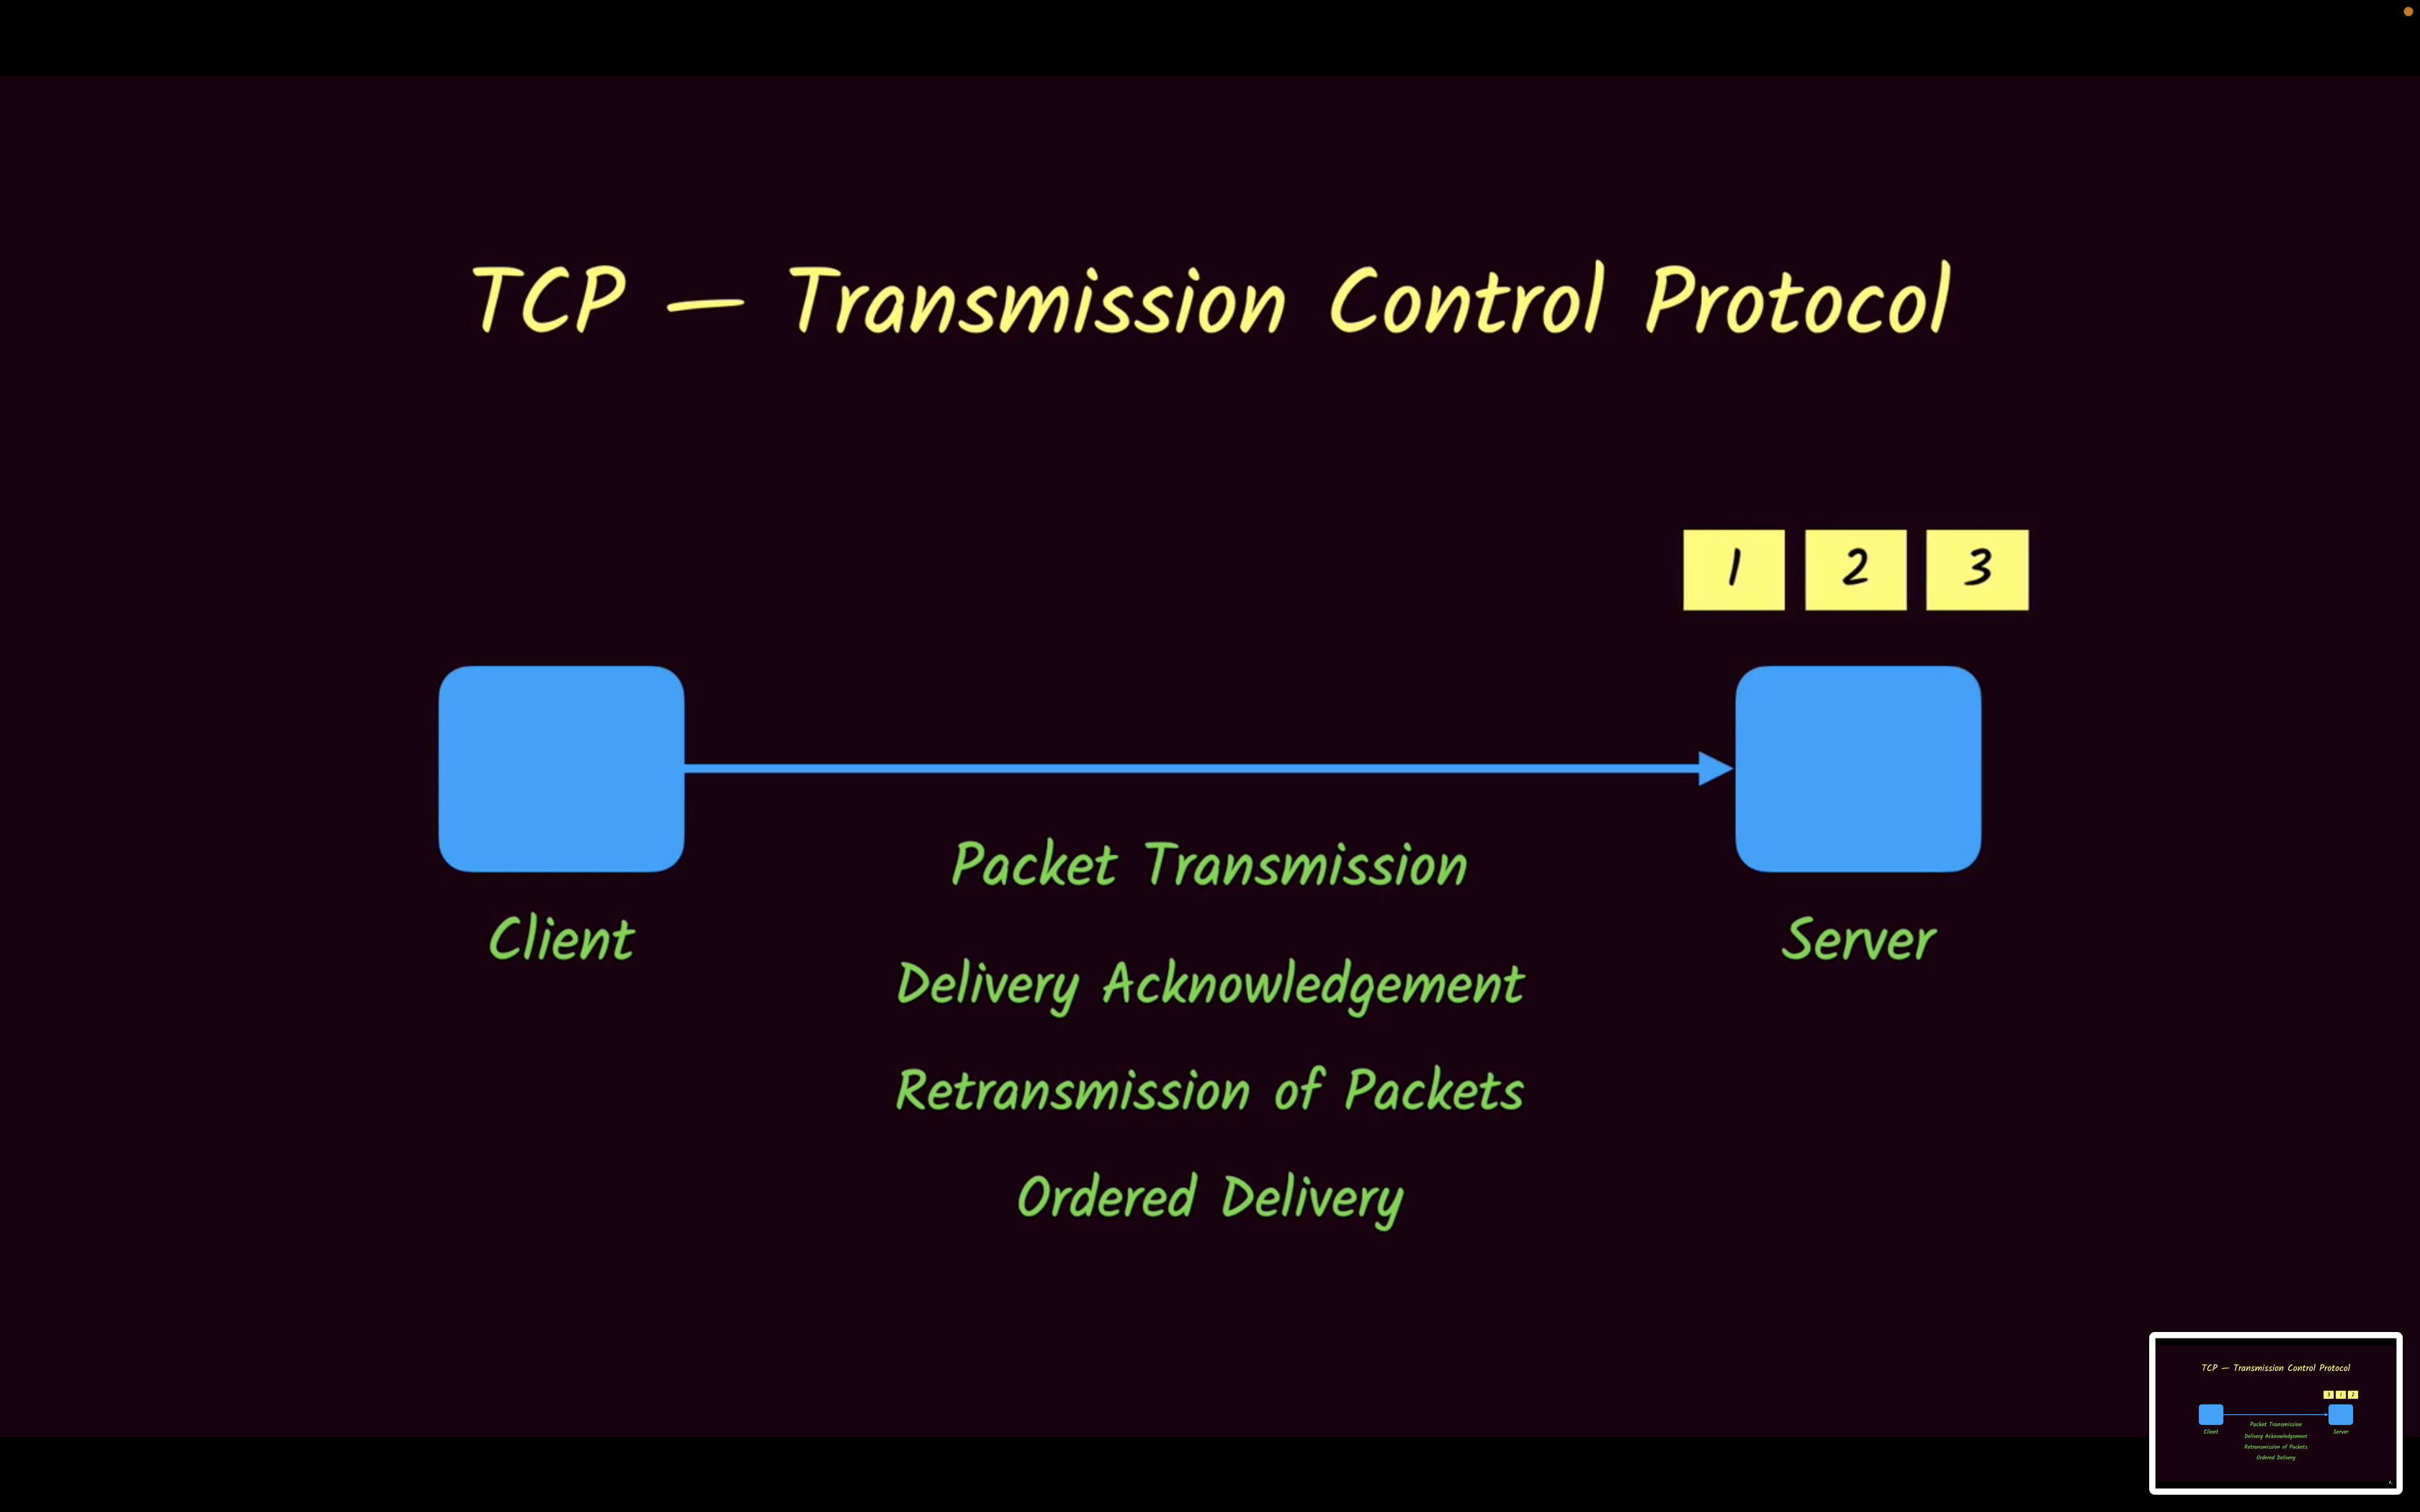 TCP — Transmission Control Protocol
1 2 3
Packet Transmission
Client
Server
Delivery Acknowledgement
Retransmission of Packets
Ordered Delivery
TCP — Transmission Control Protocol
3 1 2
Packet Transmission
Client
Server
Delivery Acknowledgement
Retransmission of Packets
Ordered Delivery